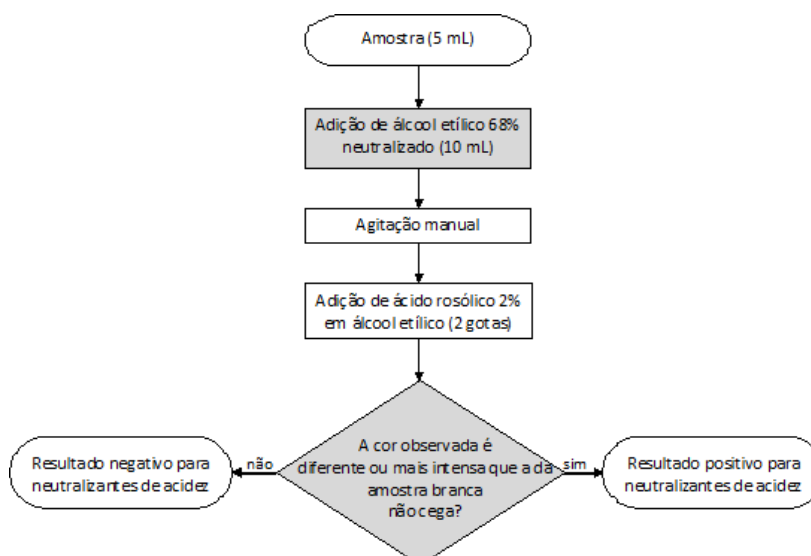 Amostra (5 mL)
Adição de álcool etílico 68%
neutralizado (10 mL)
Agitação manual
Adição de ácido rosólico 2%
em álcool etílico (2 gotas)
A cor observada é
diferente ou mais intensa que a da
amostra branca
não cega?
não
sim
Resultado negativo para
neutralizantes de acidez
Resultado positivo para
neutralizantes de acidez